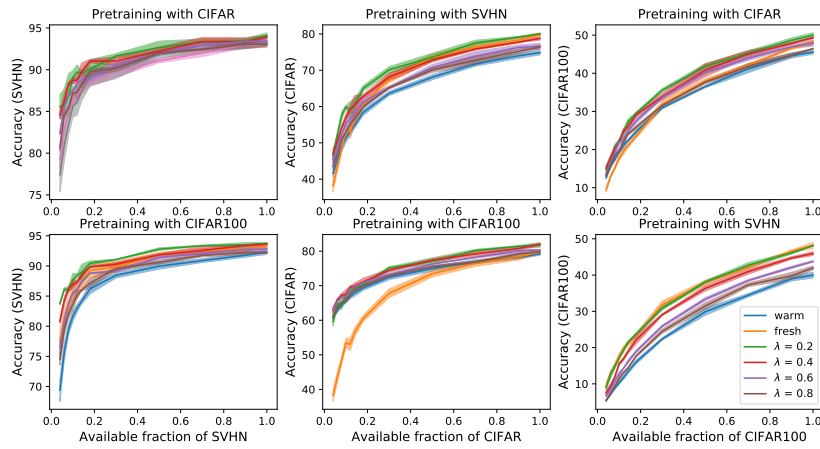 Pretraining with CIFAR
Pretraining with SVHN
Pretraining with CIFAR
Accuracy (SVHN)
95
90
85
80
75
0.0 0.2 0.4 0.6 0.8 1.0
Accuracy (CIFAR)
80
70
60
50
40
0.0 0.2 0.4 0.6 0.8 1.0
Accuracy (CIFAR100)
50
40
30
20
10
0.0 0.2 0.4 0.6 0.8 1.0
Pretraining with CIFAR100
Pretraining with CIFAR100
Pretraining with SVHN
Accuracy (SVHN)
95
90
85
80
75
70
0.0 0.2 0.4 0.6 0.8 1.0
Available fraction of SVHN
Accuracy (CIFAR)
80
70
60
50
40
0.0 0.2 0.4 0.6 0.8 1.0
Available fraction of CIFAR
Accuracy (CIFAR100)
50
40
30
20
10
warm
fresh
λ = 0.2
λ = 0.4
λ = 0.6
λ = 0.8
0.0 0.2 0.4 0.6 0.8 1.0
Available fraction of CIFAR100